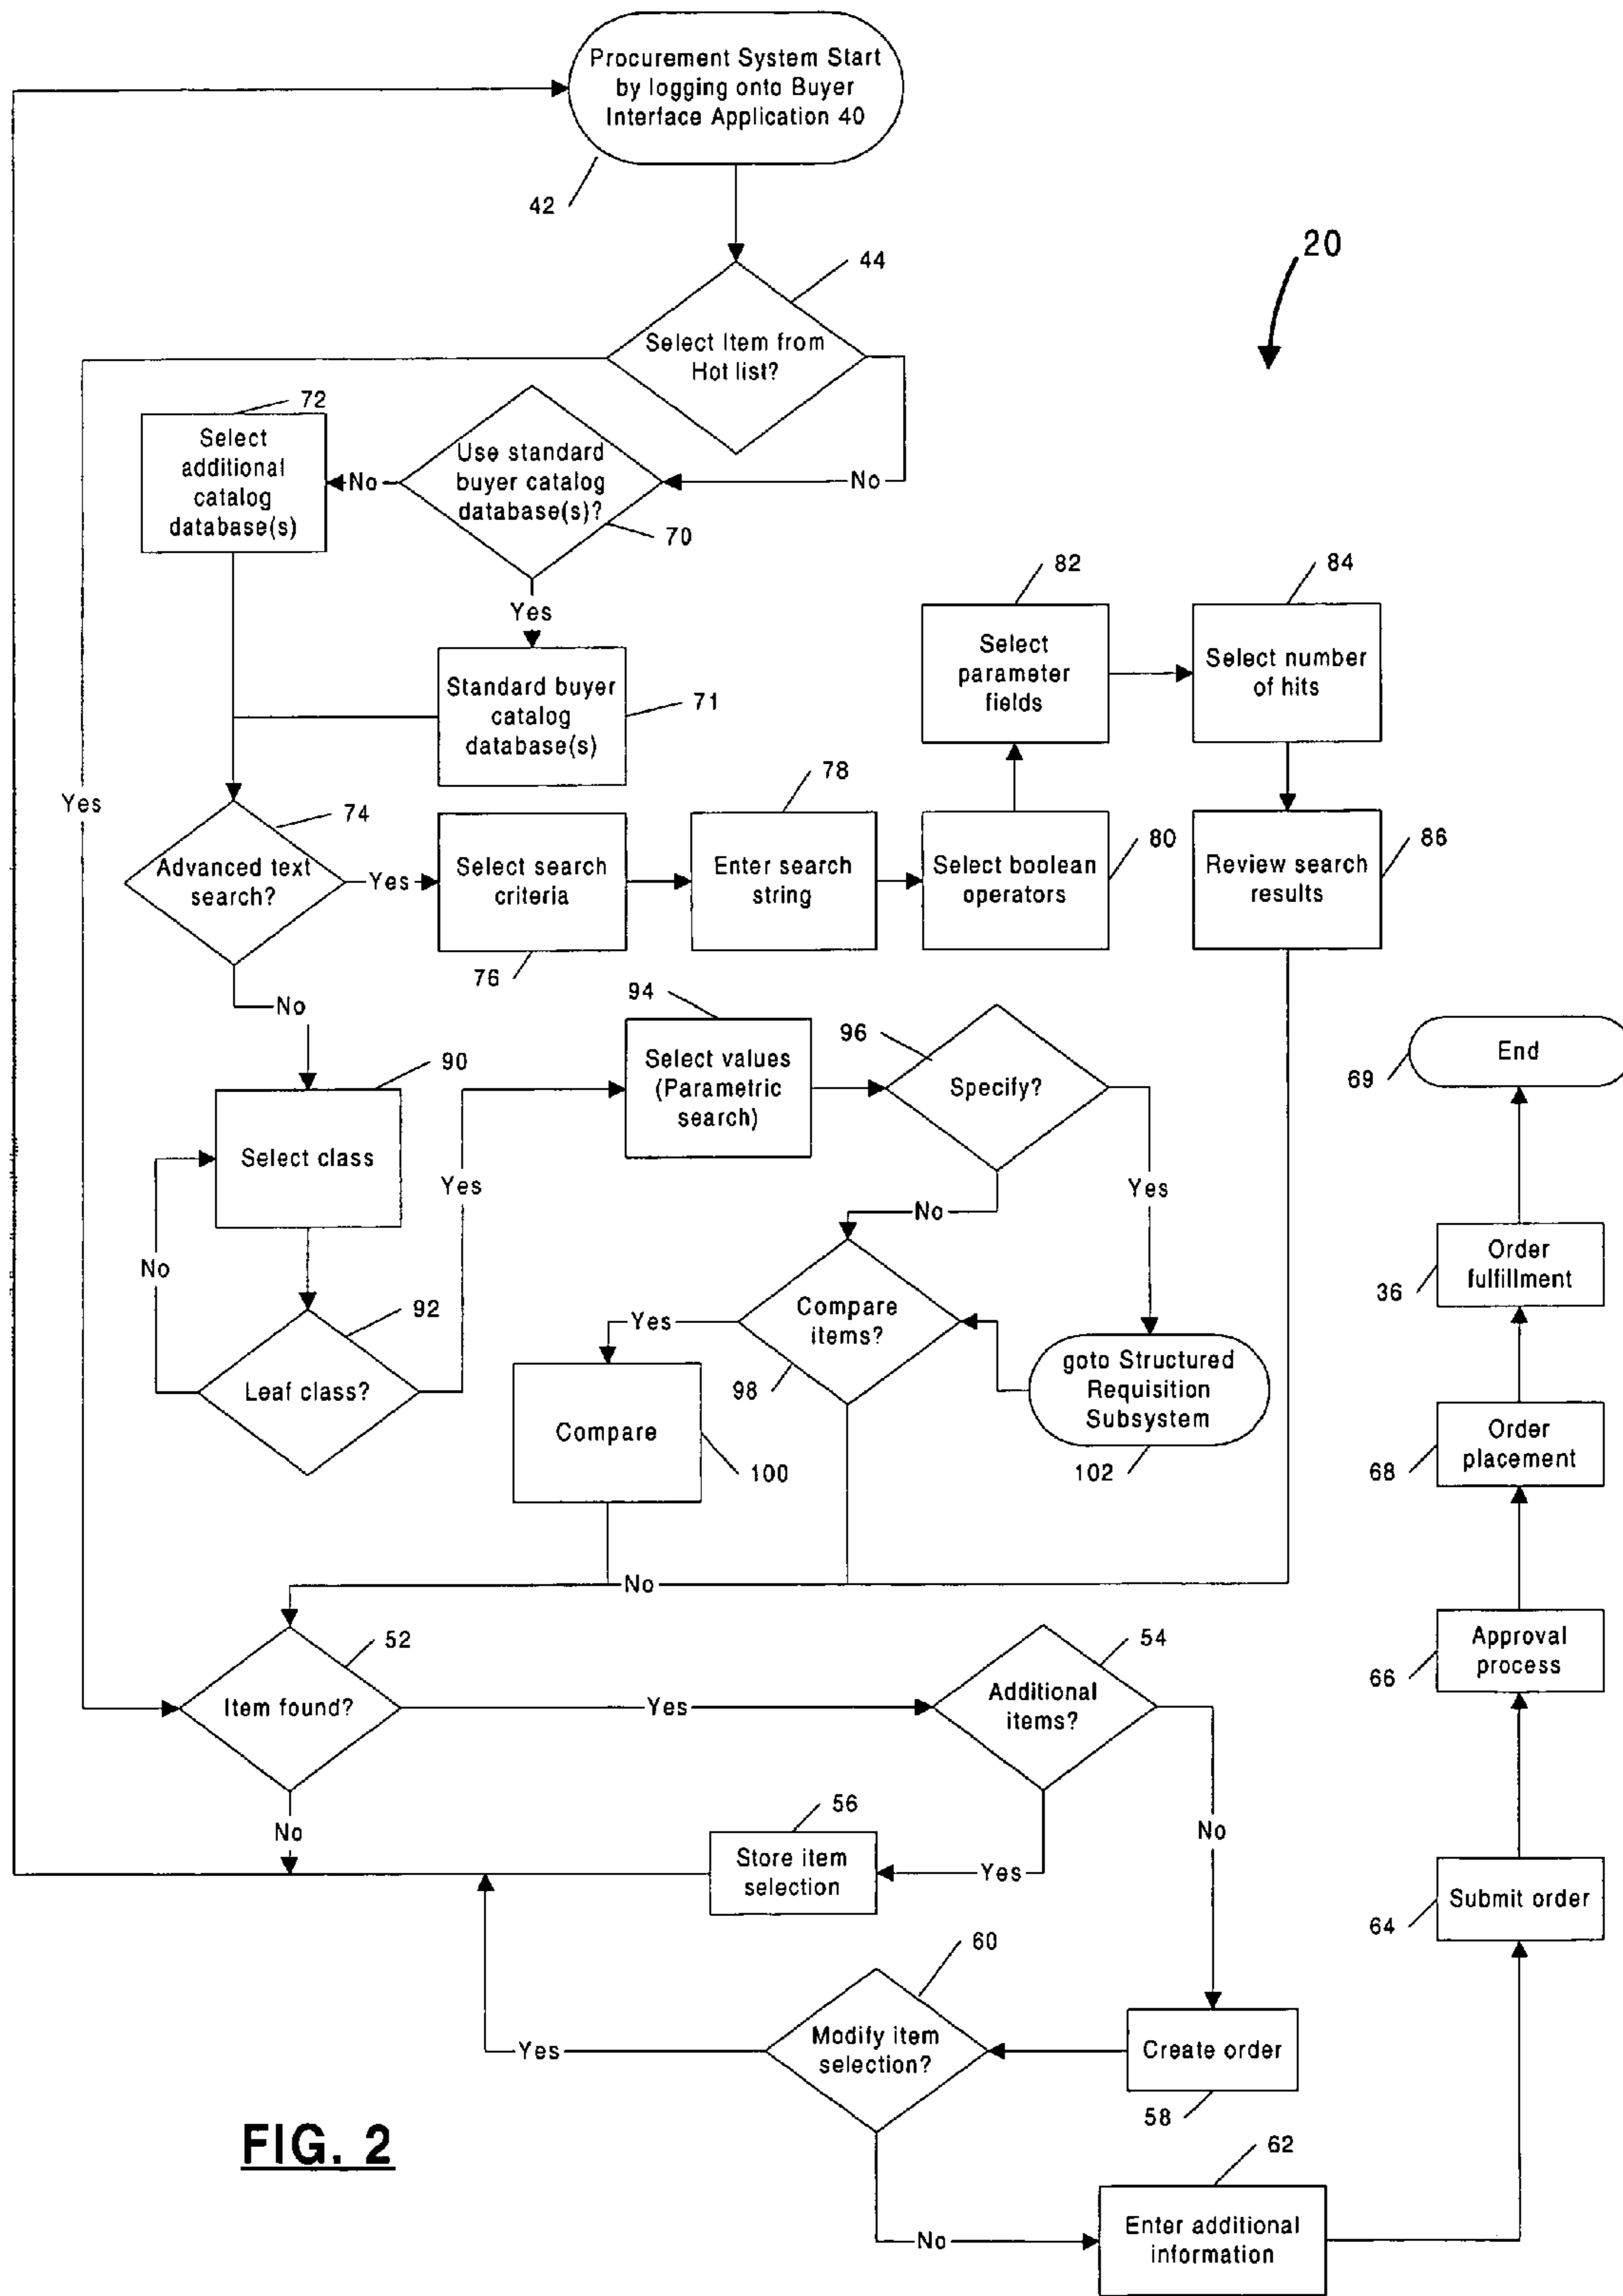 Procurement System Start
by logging onto Buyer
Interface Application 40
42
20
44
Select Item from
Hot list?
72
Select
additional
catalog
database(s)
No
Use standard
buyer catalog
database(s)?
No
70
Yes
82
84
Select
parameter
fields
Select number
of hits
Standard buyer
catalog
database(s)
71
Yes
74
78
80
86
Advanced text
search?
Yes
Select search
criteria
Enter search
string
Select boolean
operators
Review search
results
76
No
94
96
90
Select values
(Parametric
search)
Specify?
End
69
Select class
Yes
No
Yes
No
Order
fulfillment
36
92
Yes
Compare
items?
Leaf class?
98
goto Structured
Requisition
Subsystem
Compare
100
102
Order
placement
68
No
52
54
Approval
process
66
Item found?
Yes
Additional
items?
56
No
No
Store item
selection
Yes
Submit order
64
60
Yes
Modify item
selection?
Create order
58
FIG. 2
62
No
Enter additional
information